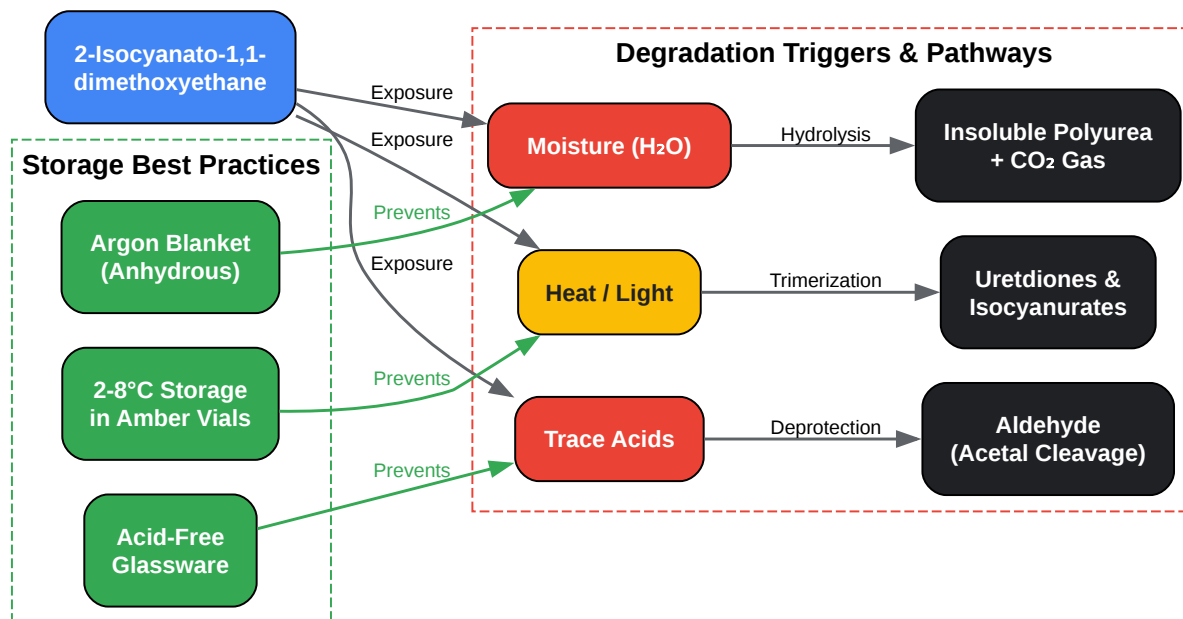 2-Isocyanato-1,1-
dimethoxyethane
Storage Best Practices
Argon Blanket
(Anhydrous)
2-8°C Storage
in Amber Vials
Acid-Free
Glassware
Exposure
Exposure
Exposure
Prevents
Prevents
Prevents
Degradation Triggers & Pathways
Moisture (H₂O)
Hydrolysis
Insoluble Polyurea
+ CO₂ Gas
Heat / Light
Trimerization
Uretdiones &
Isocyanurates
Trace Acids
Deprotection
Aldehyde
(Acetal Cleavage)